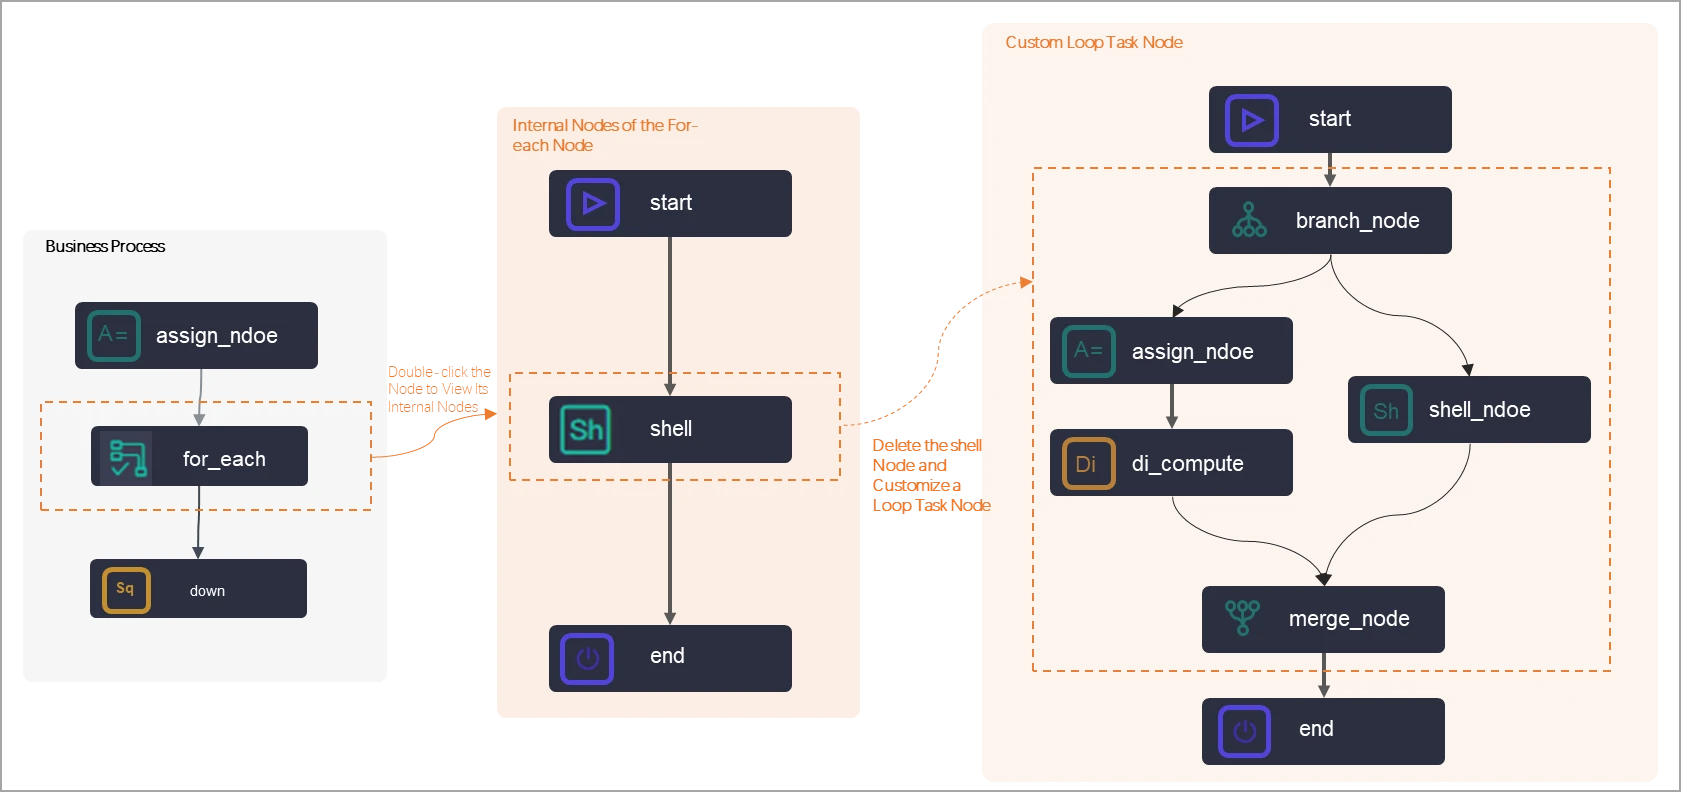 Business Process
A= assign_ndoe
for_each
Sq down
Double-click the
Node to View Its
Internal Nodes
Internal Nodes of the For-
each Node
start
Sh shell
end
Delete the shell
Node and
Customize a
Loop Task Node
Custom Loop Task Node
start
branch_node
A= assign_ndoe
Sh shell_ndoe
Di di_compute
merge_node
end